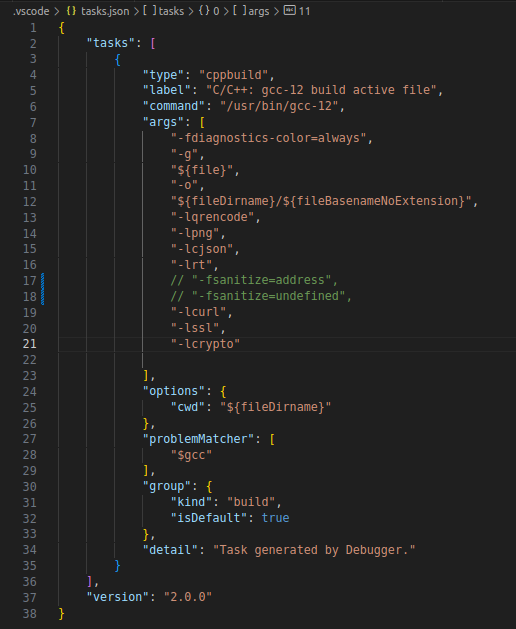 .vscode > {} tasks.json > [ ] tasks > {} 0 > [ ] args > abc 11
1 {
2     "tasks": [
3         {
4             "type": "cppbuild",
5             "label": "C/C++: gcc-12 build active file",
6             "command": "/usr/bin/gcc-12",
7             "args": [
8                 "-fdiagnostics-color=always",
9                 "-g",
10                 "${file}",
11                 "-o",
12                 "${fileDirname}/${fileBasenameNoExtension}",
13                 "-lqrencode",
14                 "-lpng",
15                 "-lcjson",
16                 "-lrt",
17                 // "-fsanitize=address",
18                 // "-fsanitize=undefined",
19                 "-lcurl",
20                 "-lssl",
21                 "-lcrypto"
22
23             ],
24             "options": {
25                 "cwd": "${fileDirname}"
26             },
27             "problemMatcher": [
28                 "$gcc"
29             ],
30             "group": {
31                 "kind": "build",
32                 "isDefault": true
33             },
34             "detail": "Task generated by Debugger."
35         }
36     ],
37     "version": "2.0.0"
38 }